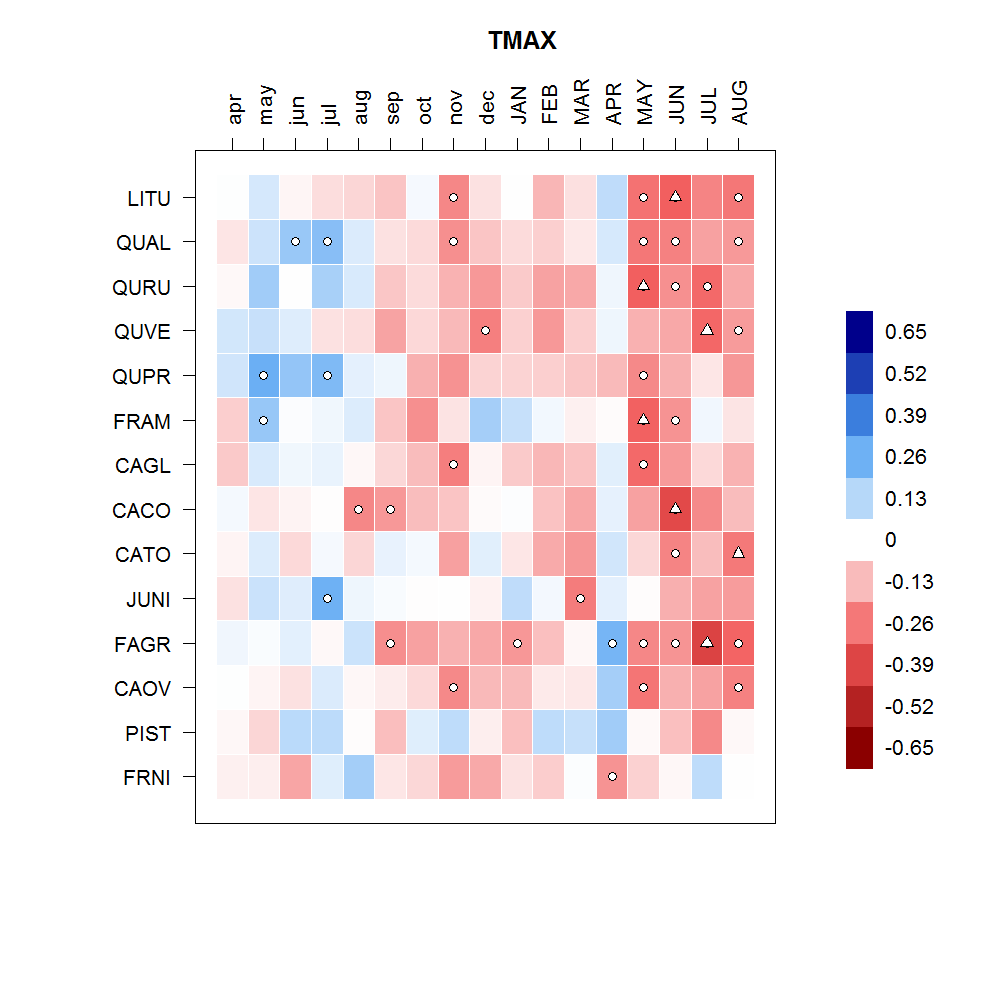 TMAX
apr may jun jul aug sep oct nov dec JAN FEB MAR APR MAY JUN JUL AUG
LITU
QUAL
QURU
QUVE
QUPR
FRAM
CAGL
CACO
CATO
JUNI
FAGR
CAOV
PIST
FRNI
0.65
0.52
0.39
0.26
0.13
0
-0.13
-0.26
-0.39
-0.52
-0.65